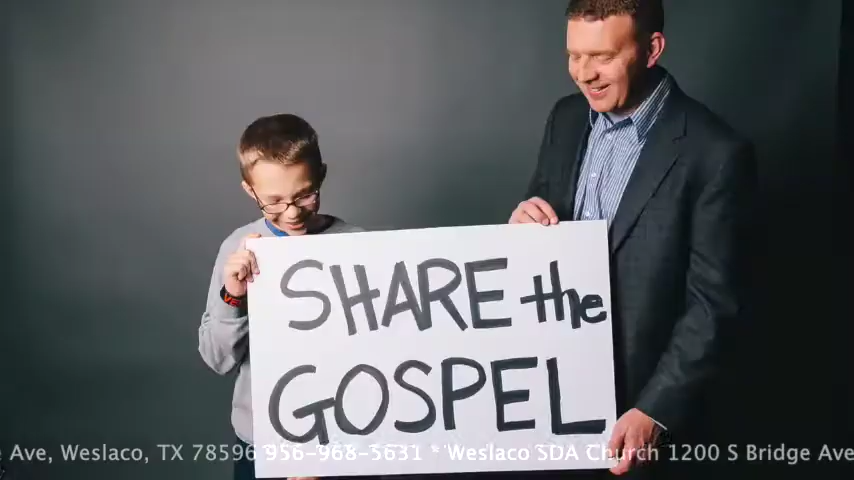 SHARE the
GOSPEL
Ave, Weslaco, TX 78596 956-968-5631 * Weslaco SDA Church 1200 S Bridge Ave